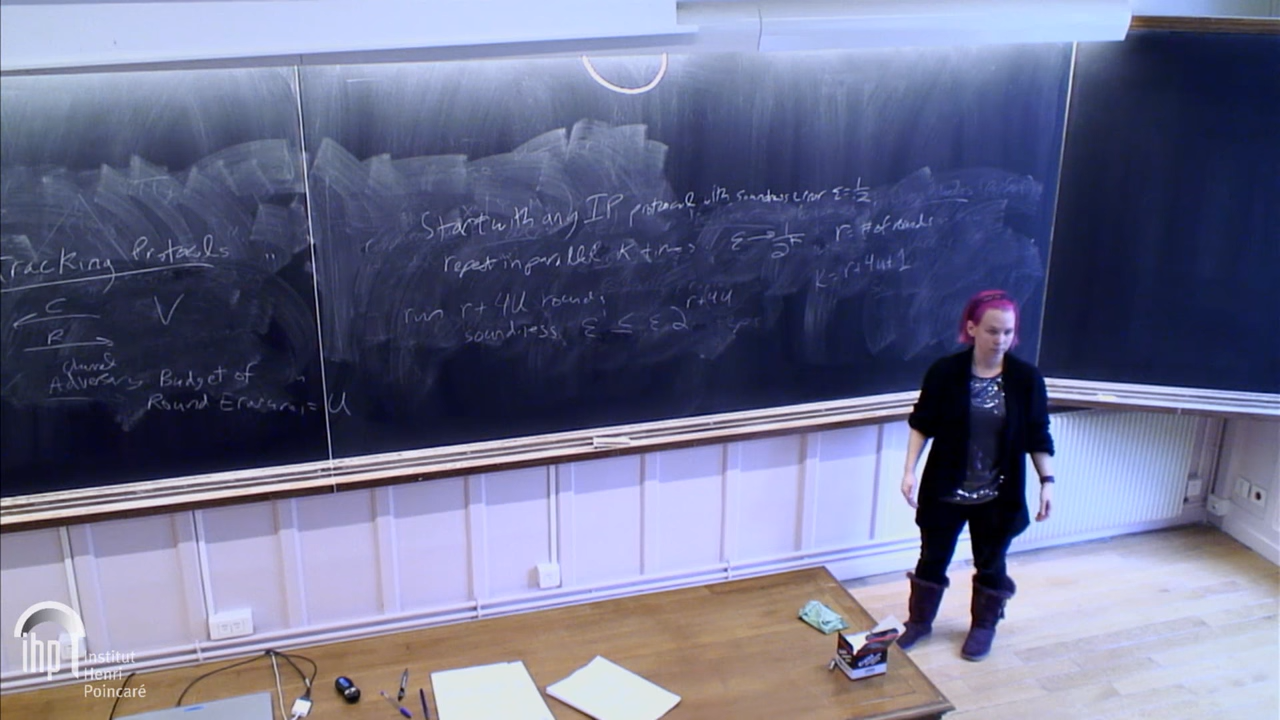 Tracking Protocols
C
V
R
channel
Adversary Budget of
Round Erasures = U
Start with any IP protocol with soundness error ε = 1/2
repeat in parallel K times ε → 1/2^K r = # of rounds
K = r+4U+1
run r+4U rounds
soundness ε' ≤ ε 2^{r+4U}
ihp
Institut
Henri
Poincaré